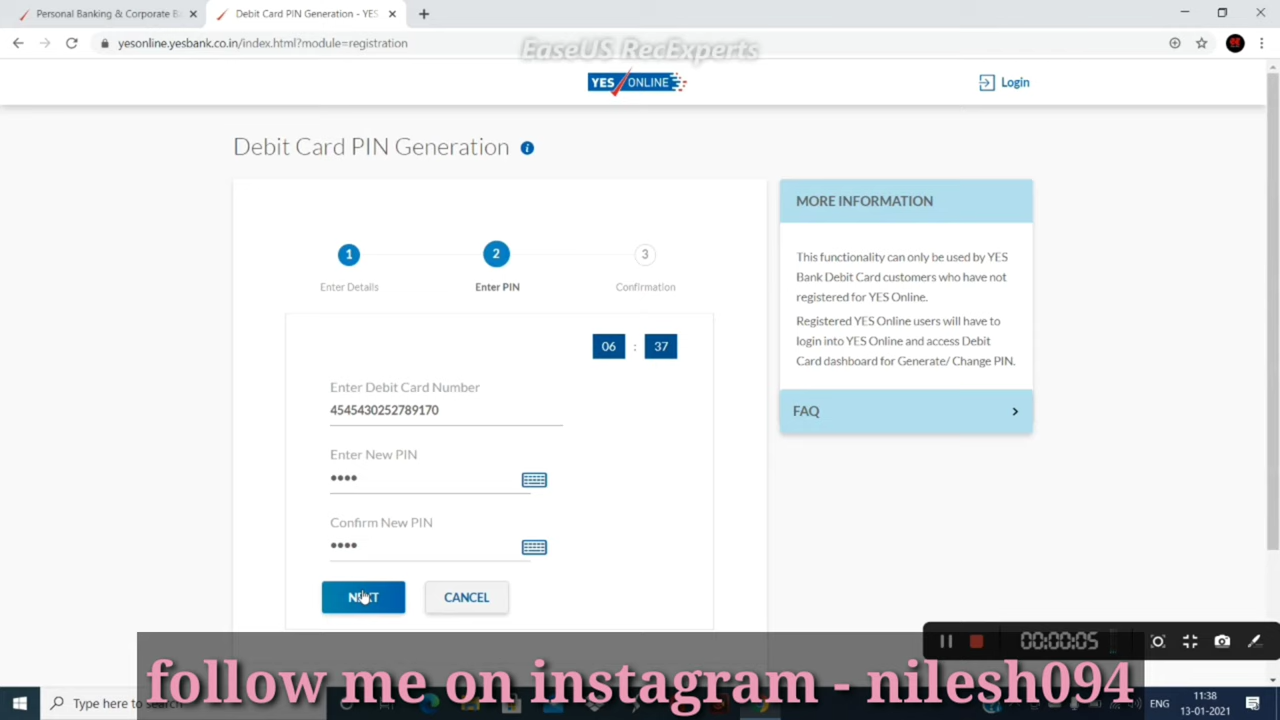 Personal Banking & Corporate B
Debit Card PIN Generation - YES
yesonline.yesbank.co.in/index.html?module=registration
EaseUS RecExperts
YES ONLINE
Login
Debit Card PIN Generation
MORE INFORMATION
This functionality can only be used by YES
Bank Debit Card customers who have not
registered for YES Online.
Registered YES Online users will have to
login into YES Online and access Debit
Card dashboard for Generate/ Change PIN.
FAQ
1
2
3
Enter Details
Enter PIN
Confirmation
06 : 37
Enter Debit Card Number
4545430252789170
Enter New PIN
••••
Confirm New PIN
••••
NEXT
CANCEL
00:00:05
follow me on instagram - nilesh094
Type here to search
ENG
11:38
13-01-2021